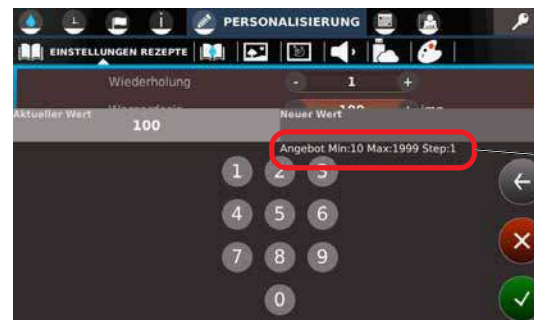 PERSONALISIERUNG
EINSTELLUNGEN REZEPTE
Wiederholung - 1 +
Aktueller Wert Neuer Wert
100
Angebot Min:10 Max:1999 Step:1
1 2 3
4 5 6
7 8 9
0